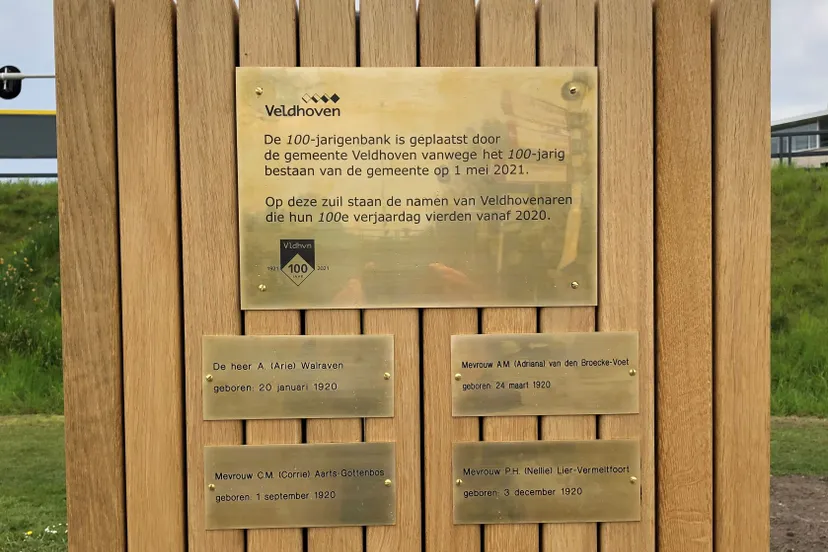 Veldhoven
De 100-jarigenbank is geplaatst door
de gemeente Veldhoven vanwege het 100-jarig
bestaan van de gemeente op 1 mei 2021.
Op deze zuil staan de namen van Veldhovenaren
die hun 100e verjaardag vierden vanaf 2020.
Vldhvn
1921 100 2021
JAAR
De heer A. (Arie) Walraven
geboren: 20 januari 1920
Mevrouw A.M. (Adriana) van den Broecke-Voet
geboren: 24 maart 1920
Mevrouw C.M. (Corrie) Aarts-Gottenbos
geboren: 1 september 1920
Mevrouw P.H. (Nellie) Lier-Vermeltfoort
geboren: 3 december 1920